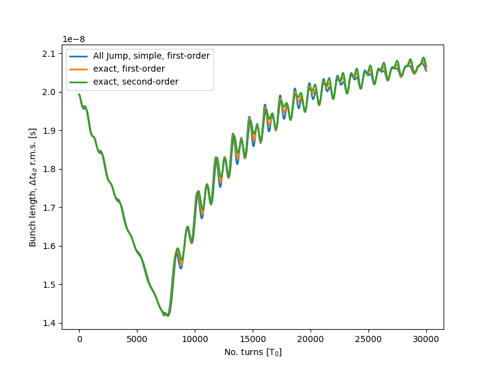 1e−8
2.1
2.0
1.9
1.8
1.7
1.6
1.5
1.4
Bunch length, Δt₄σ r.m.s. [s]
All Jump, simple, first-order
exact, first-order
exact, second-order
0 5000 10000 15000 20000 25000 30000
No. turns [T₀]